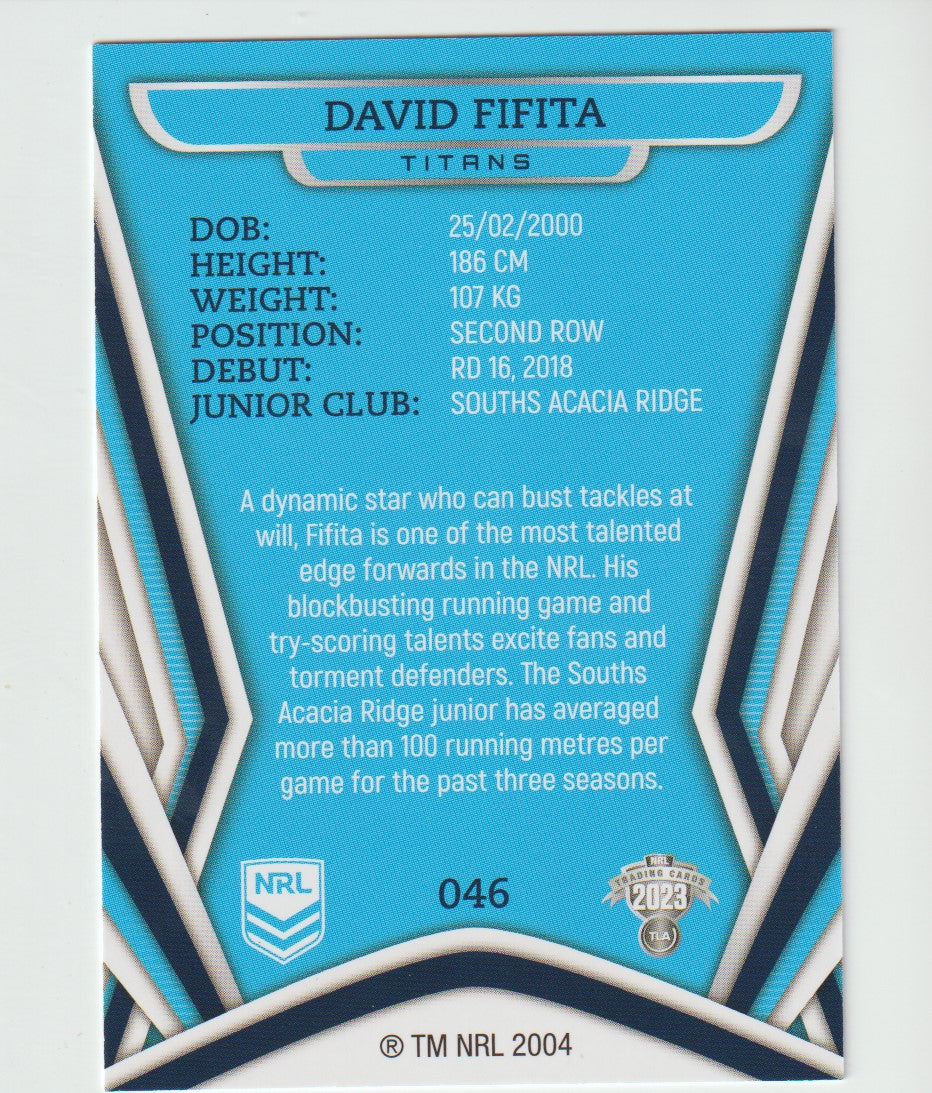 DAVID FIFITA
TITANS
DOB: 25/02/2000
HEIGHT: 186 CM
WEIGHT: 107 KG
POSITION: SECOND ROW
DEBUT: RD 16, 2018
JUNIOR CLUB: SOUTHS ACACIA RIDGE
A dynamic star who can bust tackles at
will, Fifita is one of the most talented
edge forwards in the NRL. His
blockbusting running game and
try-scoring talents excite fans and
torment defenders. The Souths
Acacia Ridge junior has averaged
more than 100 running metres per
game for the past three seasons.
NRL
046
NRL
TRADING CARDS
2023
TLA
® TM NRL 2004